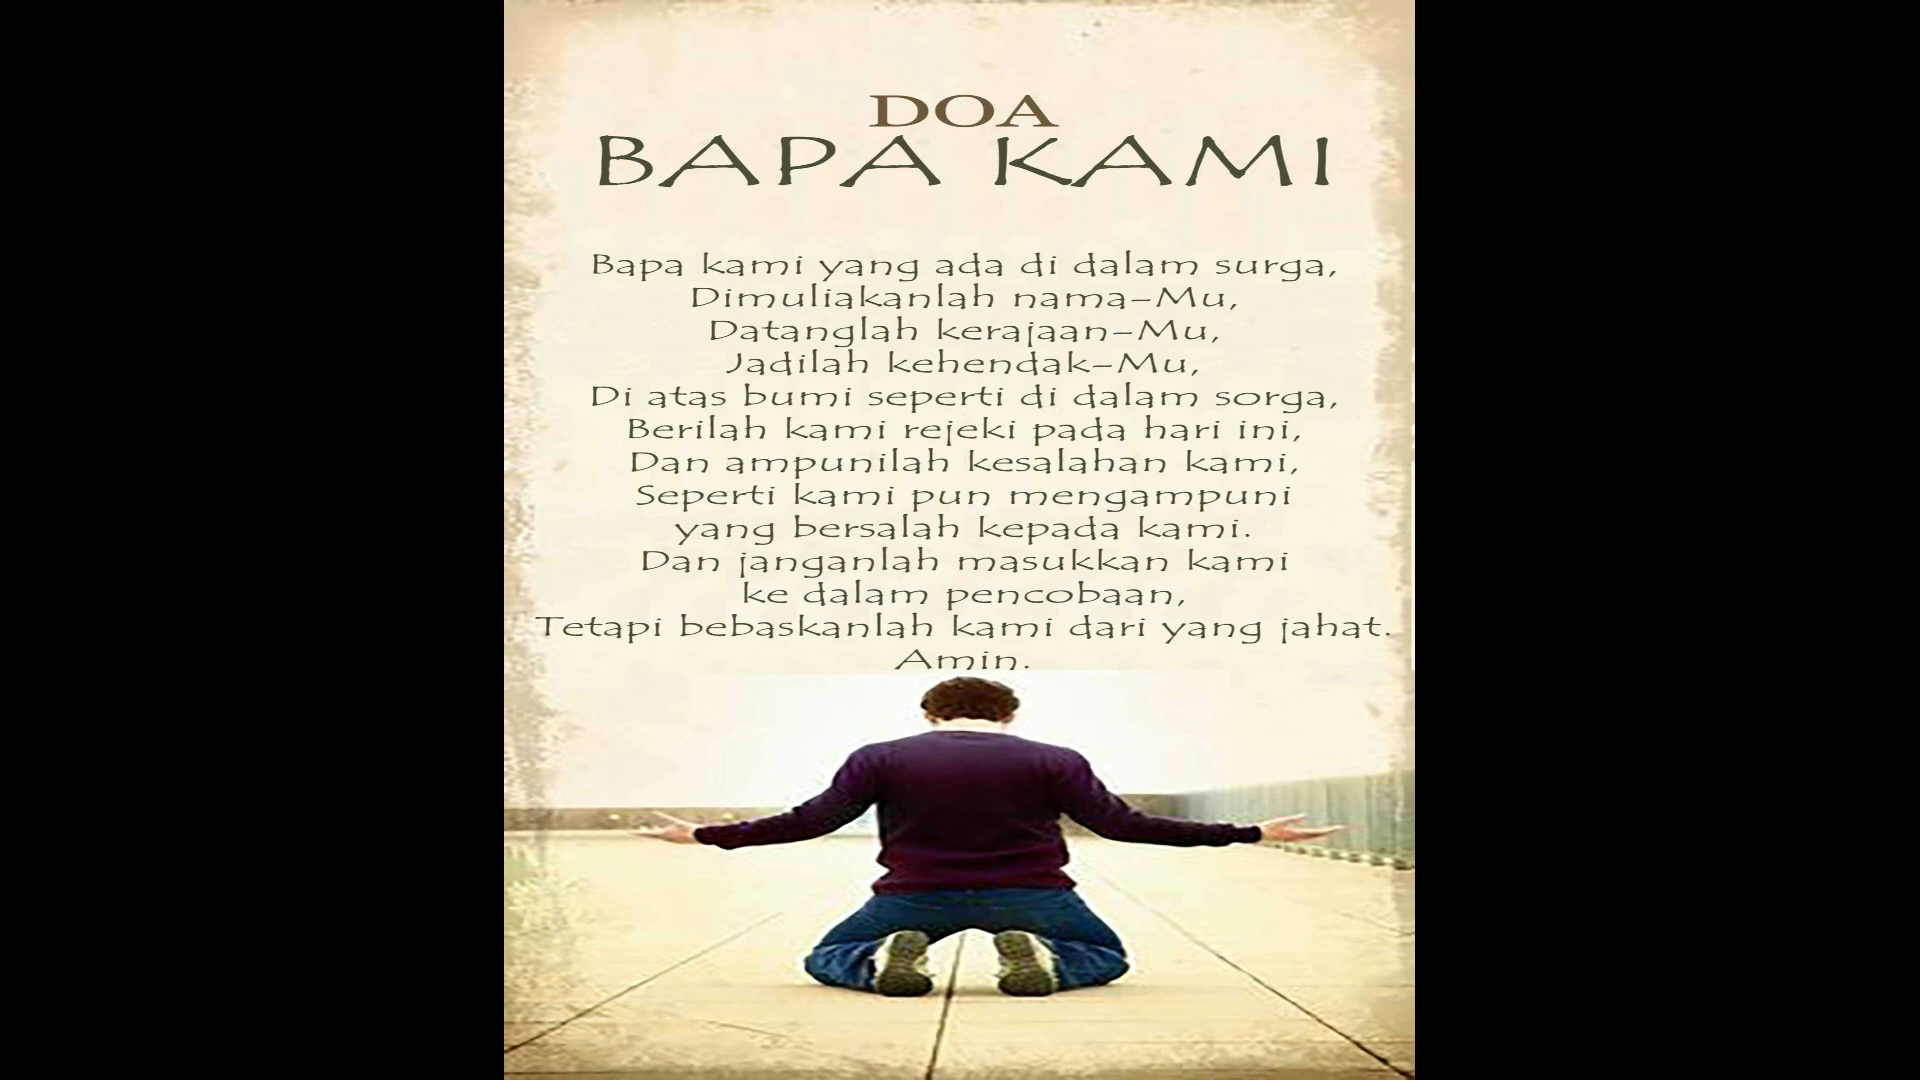 DOA
BAPA KAMI
Bapa kami yang ada di dalam surga,
Dimuliakanlah nama-Mu,
Datanglah kerajaan-Mu,
Jadilah kehendak-Mu,
Di atas bumi seperti di dalam sorga,
Berilah kami rejeki pada hari ini,
Dan ampunilah kesalahan kami,
Seperti kami pun mengampuni
yang bersalah kepada kami.
Dan janganlah masukkan kami
ke dalam pencobaan,
Tetapi bebaskanlah kami dari yang jahat.
Amin.